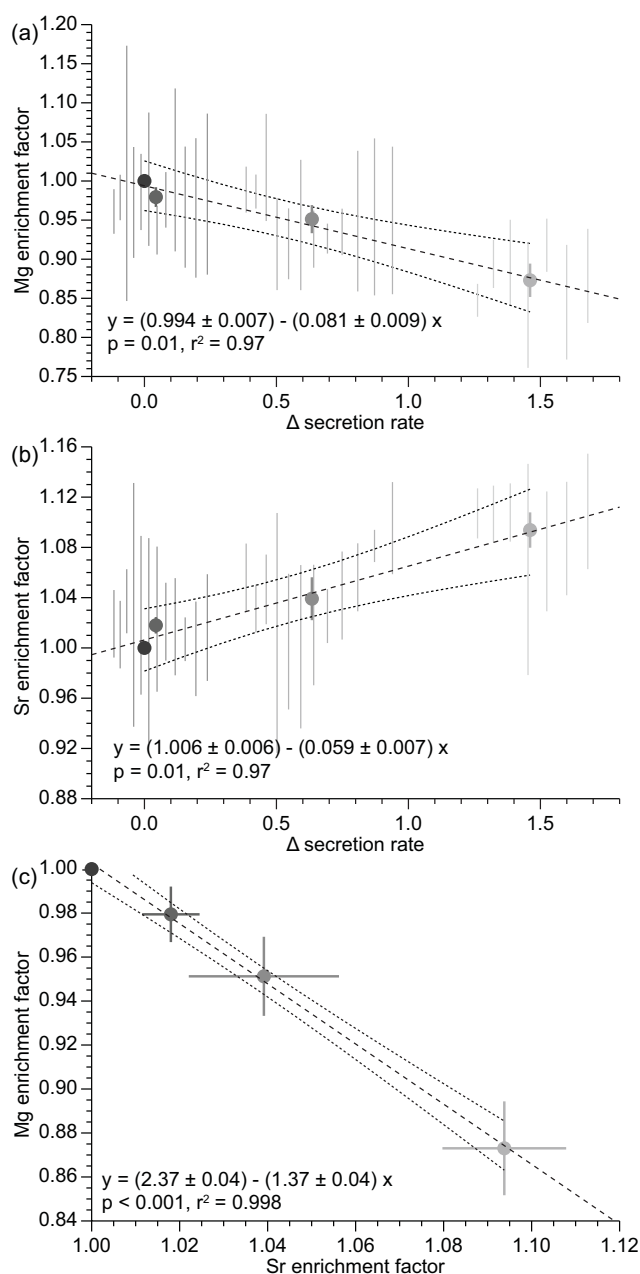 (a)
1.20
1.15
1.10
1.05
1.00
0.95
0.90
0.85
0.80
0.75
Mg enrichment factor
y = (0.994 ± 0.007) - (0.081 ± 0.009) x
p = 0.01, r² = 0.97
0.0 0.5 1.0 1.5
Δ secretion rate
(b)
1.16
1.12
1.08
1.04
1.00
0.96
0.92
0.88
Sr enrichment factor
y = (1.006 ± 0.006) - (0.059 ± 0.007) x
p = 0.01, r² = 0.97
0.0 0.5 1.0 1.5
Δ secretion rate
(c)
1.00
0.98
0.96
0.94
0.92
0.90
0.88
0.86
0.84
Mg enrichment factor
y = (2.37 ± 0.04) - (1.37 ± 0.04) x
p < 0.001, r² = 0.998
1.00 1.02 1.04 1.06 1.08 1.10 1.12
Sr enrichment factor